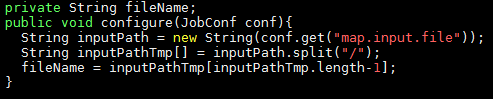 private String fileName;
public void configure(JobConf conf){
  String inputPath = new String(conf.get("map.input.file"));
  String inputPathTmp[] = inputPath.split("/");
  fileName = inputPathTmp[inputPathTmp.length-1];
}